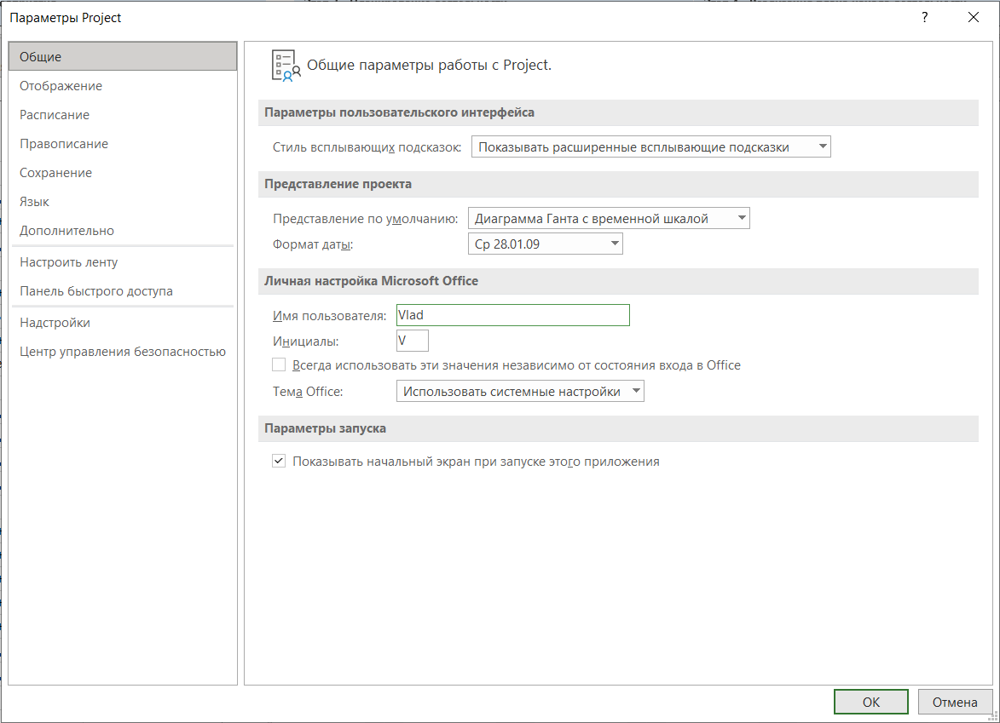 Параметры Project
?
Общие
Отображение
Расписание
Правописание
Сохранение
Язык
Дополнительно
Настроить ленту
Панель быстрого доступа
Надстройки
Центр управления безопасностью
Общие параметры работы с Project.
Параметры пользовательского интерфейса
Стиль всплывающих подсказок: Показывать расширенные всплывающие подсказки
Представление проекта
Представление по умолчанию: Диаграмма Ганта с временной шкалой
Формат даты: Ср 28.01.09
Личная настройка Microsoft Office
Имя пользователя: Vlad
Инициалы: V
Всегда использовать эти значения независимо от состояния входа в Office
Тема Office: Использовать системные настройки
Параметры запуска
Показывать начальный экран при запуске этого приложения
ОК Отмена